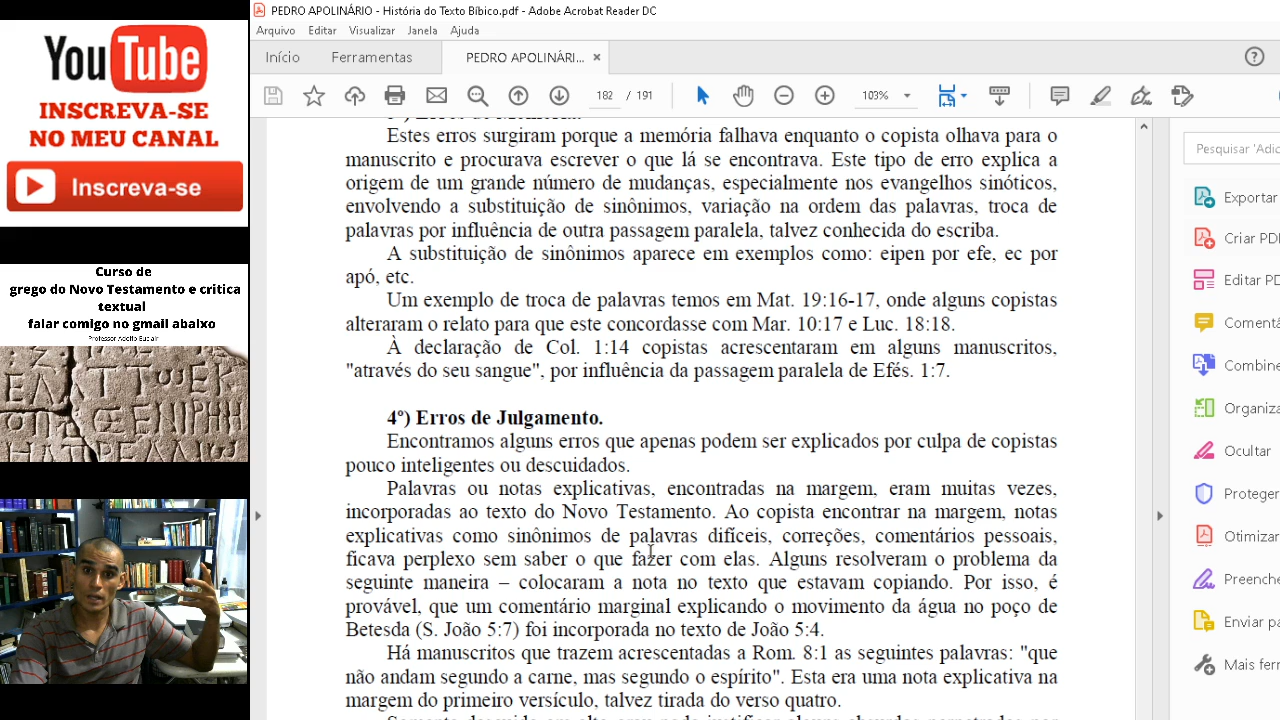 You Tube
INSCREVA-SE
NO MEU CANAL
Inscreva-se
Curso de
grego do Novo Testamento e critica
textual
falar comigo no gmail abaixo
PEDRO APOLINÁRIO - História do Texto Bíbico.pdf - Adobe Acrobat Reader DC
Arquivo Editar Visualizar Janela Ajuda
Início Ferramentas PEDRO APOLINÁRI... ×
182 / 191 103%
Estes erros surgiram porque a memória falhava enquanto o copista olhava para o
manuscrito e procurava escrever o que lá se encontrava. Este tipo de erro explica a
origem de um grande número de mudanças, especialmente nos evangelhos sinóticos,
envolvendo a substituição de sinônimos, variação na ordem das palavras, troca de
palavras por influência de outra passagem paralela, talvez conhecida do escriba.
A substituição de sinônimos aparece em exemplos como: eipen por efe, ec por
apó, etc.
Um exemplo de troca de palavras temos em Mat. 19:16-17, onde alguns copistas
alteraram o relato para que este concordasse com Mar. 10:17 e Luc. 18:18.
À declaração de Col. 1:14 copistas acrescentaram em alguns manuscritos,
"através do seu sangue", por influência da passagem paralela de Efés. 1:7.
4º) Erros de Julgamento.
Encontramos alguns erros que apenas podem ser explicados por culpa de copistas
pouco inteligentes ou descuidados.
Palavras ou notas explicativas, encontradas na margem, eram muitas vezes,
incorporadas ao texto do Novo Testamento. Ao copista encontrar na margem, notas
explicativas como sinônimos de palavras difíceis, correções, comentários pessoais,
ficava perplexo sem saber o que fazer com elas. Alguns resolveram o problema da
seguinte maneira – colocaram a nota no texto que estavam copiando. Por isso, é
provável, que um comentário marginal explicando o movimento da água no poço de
Betesda (S. João 5:7) foi incorporada no texto de João 5:4.
Há manuscritos que trazem acrescentadas a Rom. 8:1 as seguintes palavras: "que
não andam segundo a carne, mas segundo o espírito". Esta era uma nota explicativa na
margem do primeiro versículo, talvez tirada do verso quatro.
Pesquisar 'Adic
Exportar
Criar PDF
Editar PD
Comentá
Combine
Organiza
Ocultar
Proteger
Otimizar
Preenche
Enviar pa
Mais ferr